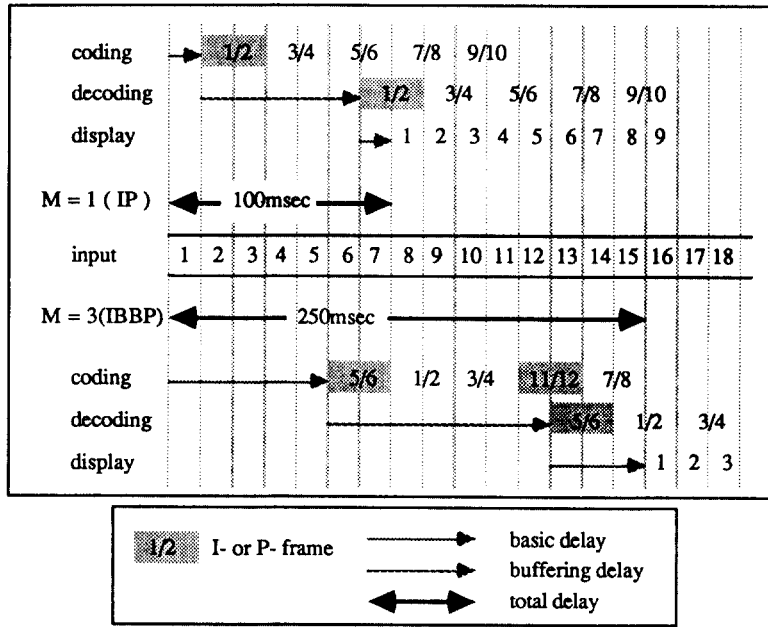 coding 1/2 3/4 5/6 7/8 9/10
decoding 1/2 3/4 5/6 7/8 9/10
display 1 2 3 4 5 6 7 8 9
M = 1 ( IP ) 100msec
input 1 2 3 4 5 6 7 8 9 10 11 12 13 14 15 16 17 18
M = 3(IBBP) 250msec
coding 5/6 1/2 3/4 11/12 7/8
decoding 5/6 1/2 3/4
display 1 2 3
1/2 I- or P- frame basic delay
buffering delay
total delay